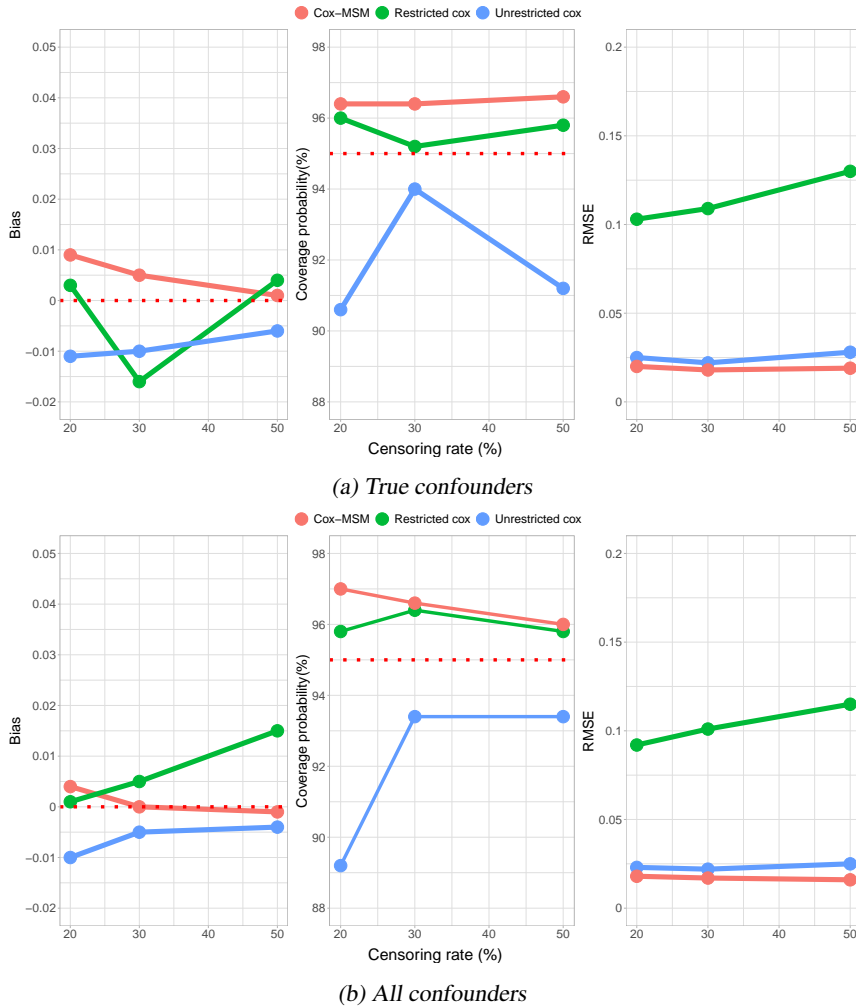 Cox−MSM Restricted cox Unrestricted cox
0.05
0.04
0.03
0.02
0.01
0
−0.01
−0.02
Bias
20 30 40 50
98
96
94
92
90
88
Coverage probability(%)
20 30 40 50
Censoring rate (%)
0.2
0.15
0.1
0.05
0
RMSE
20 30 40 50
(a) True confounders
Cox−MSM Restricted cox Unrestricted cox
0.05
0.04
0.03
0.02
0.01
0
−0.01
−0.02
Bias
20 30 40 50
98
96
94
92
90
88
Coverage probability(%)
20 30 40 50
Censoring rate (%)
0.2
0.15
0.1
0.05
0
RMSE
20 30 40 50
(b) All confounders